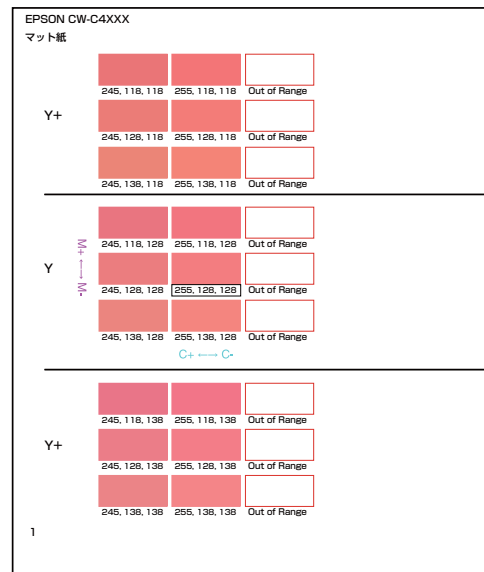 EPSON CW-C4XXX
マット紙
245, 118, 118 255, 118, 118 Out of Range
Y+
245, 128, 118 255, 128, 118 Out of Range
245, 138, 118 255, 138, 118 Out of Range
245, 118, 128 255, 118, 128 Out of Range
M+ ←→ M-
Y
245, 128, 128 255, 128, 128 Out of Range
245, 138, 128 255, 138, 128 Out of Range
C+ ←→ C-
245, 118, 138 255, 118, 138 Out of Range
Y+
245, 128, 138 255, 128, 138 Out of Range
245, 138, 138 255, 138, 138 Out of Range
1